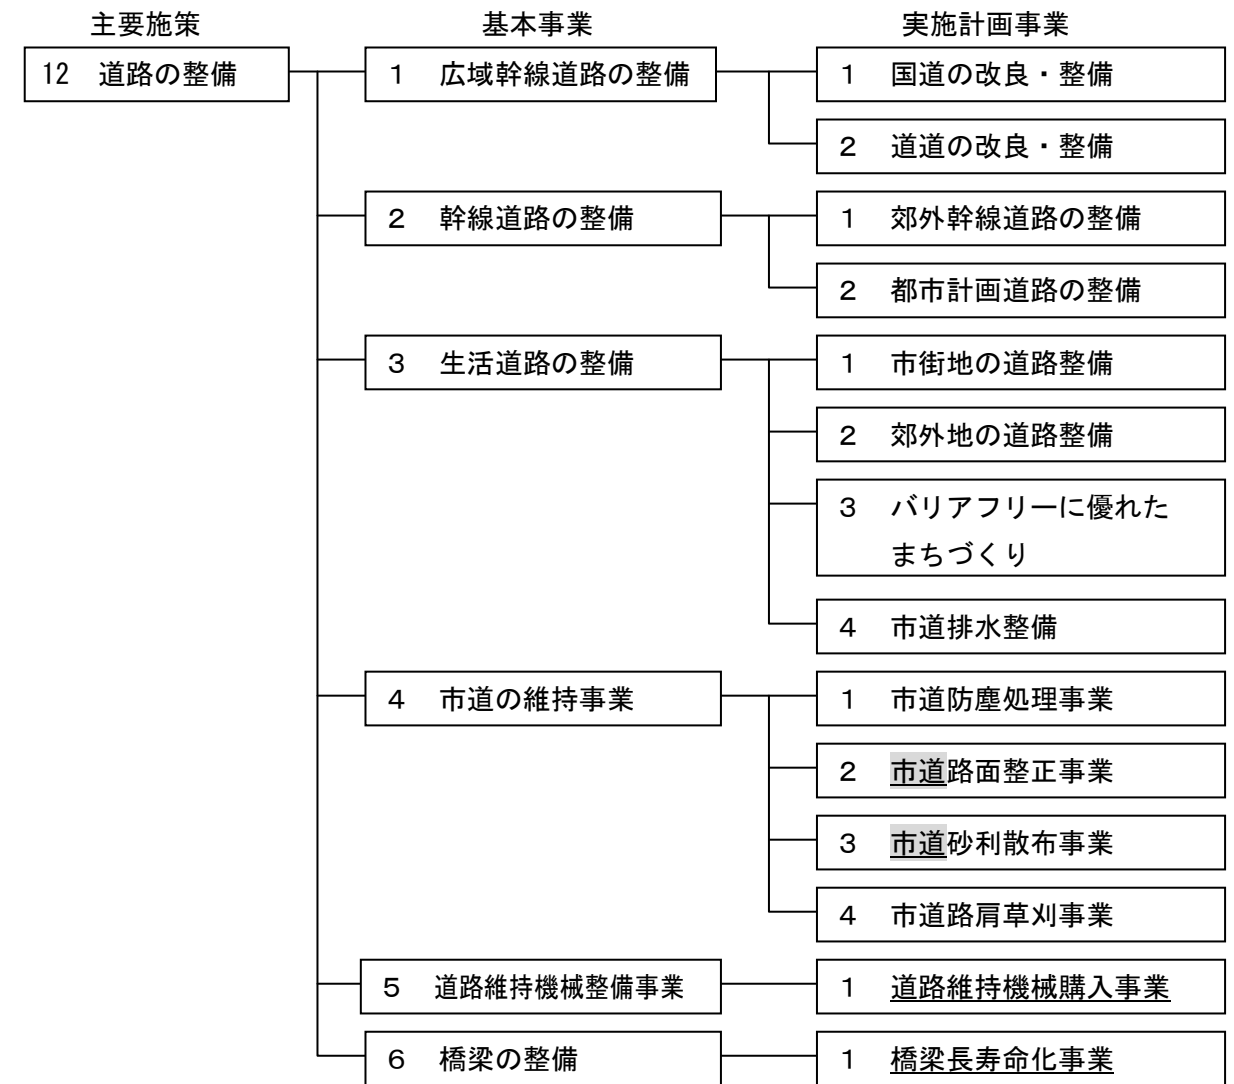 主要施策 基本事業 実施計画事業
12 道路の整備 1 広域幹線道路の整備 1 国道の改良・整備
2 道道の改良・整備
2 幹線道路の整備 1 郊外幹線道路の整備
2 都市計画道路の整備
3 生活道路の整備 1 市街地の道路整備
2 郊外地の道路整備
3 バリアフリーに優れた
まちづくり
4 市道排水整備
4 市道の維持事業 1 市道防塵処理事業
2 市道路面整正事業
3 市道砂利散布事業
4 市道路肩草刈事業
5 道路維持機械整備事業 1 道路維持機械購入事業
6 橋梁の整備 1 橋梁長寿命化事業